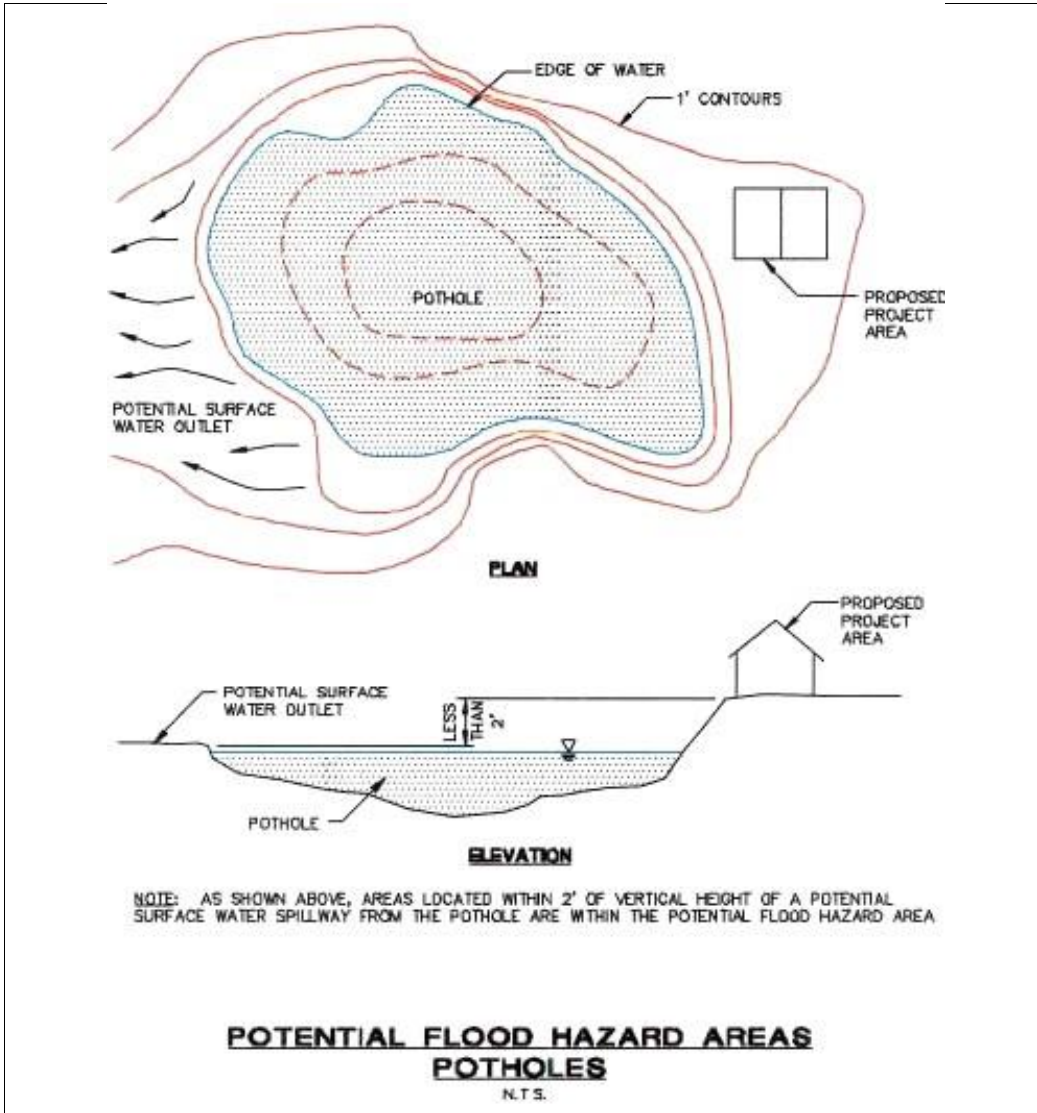 EDGE OF WATER
1' CONTOURS
POTHOLE
PROPOSED
PROJECT
AREA
POTENTIAL SURFACE
WATER OUTLET
PLAN
PROPOSED
PROJECT
AREA
POTENTIAL SURFACE
WATER OUTLET
LESS
THAN
2'
POTHOLE
ELEVATION
NOTE: AS SHOWN ABOVE, AREAS LOCATED WITHIN 2' OF VERTICAL HEIGHT OF A POTENTIAL
SURFACE WATER SPILLWAY FROM THE POTHOLE ARE WITHIN THE POTENTIAL FLOOD HAZARD AREA
POTENTIAL FLOOD HAZARD AREAS
POTHOLES
N.T.S.